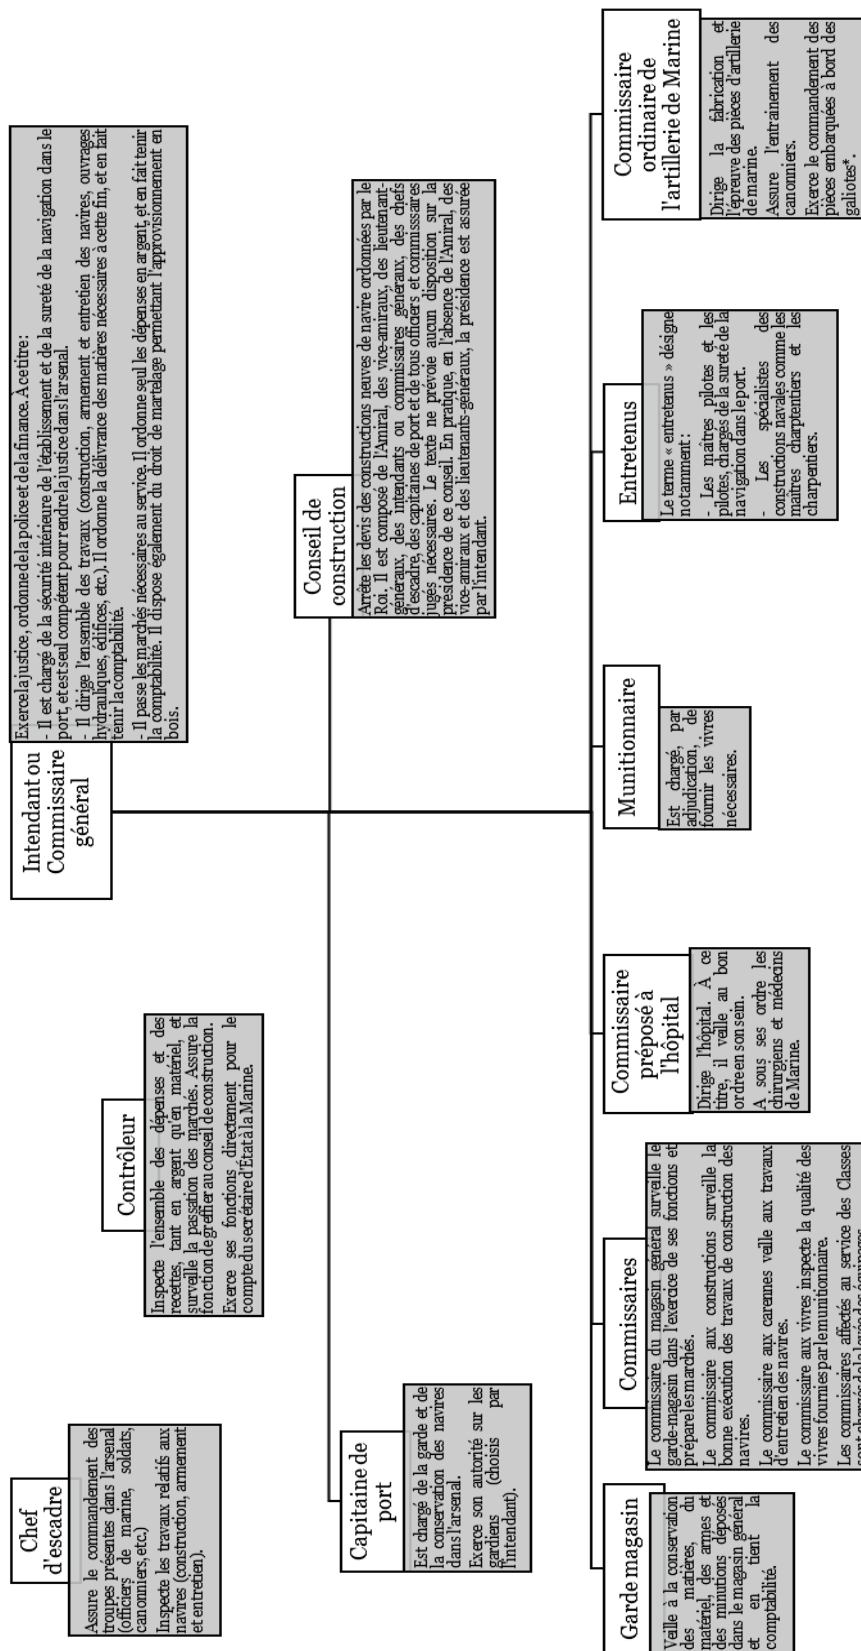 Chef
d'escadre
Assure le commandement des
troupes présentes dans l'arsenal
(officiers de marine, soldats,
canonniers, etc.)
Inspecte les travaux relatifs aux
navires (construction, armement
et entretien).
Contrôleur
Inspecte l'ensemble des dépenses et des
recettes, tant en argent qu'en matériel, et
surveille la passation des marchés. Assure la
fonction de greffier au conseil de construction.
Exerce ses fonctions directement pour le
compte du secrétaire d'État à la Marine.
Intendant ou
Commissaire
général
Exerce la justice, ordonne de la police et de la finance. À ce titre :
- Il est chargé de la sécurité intérieure de l'établissement et de la sureté de la navigation dans le
port, et est seul compétent pour rendre la justice dans l'arsenal.
- Il dirige l'ensemble des travaux (construction, armement et entretien des navires, ouvrages
hydrauliques, édifices, etc.). Il ordonne la délivrance des matières nécessaires à cette fin, et en fait
tenir la comptabilité.
- Il passe les marchés nécessaires au service. Il ordonne seul les dépenses en argent, et en fait tenir
la comptabilité. Il dispose également du droit de martelage permettant l'approvisionnement en
bois.
Capitaine de
port
Est chargé de la garde et de
la conservation des navires
dans l'arsenal.
Exerce son autorité sur les
gardiens (choisis par
l'intendant).
Conseil de
construction
Arrête les devis des constructions neuves de navire ordonnées par le
Roi. Il est composé de l'Amiral, des vice-amiraux, des lieutenant-
généraux, des intendants ou commissaires généraux, des chefs
d'escadre, des capitaines de port et de tous officiers et commisssaires
jugés nécessaires. Le texte ne prévoie aucun disposition sur la
présidence de ce conseil. En pratique, en l'absence de l'Amiral, des
vice-amiraux et des lieutenants-généraux, la présidence est assurée
par l'intendant.
Garde magasin
Veille à la conservation
des matières, du
matériel, des armes et
des minutions déposés
dans le magasin général
et en tient la
comptabilité.
Commissaires
Le commissaire du magasin général surveille le
garde-magasin dans l'exercice de ses fonctions et
prépare les marchés.
Le commissaire aux constructions surveille la
bonne exécution des travaux de construction des
navires.
Le commissaire aux carennes veille aux travaux
d'entretien des navires.
Le commissaire aux vivres inspecte la qualité des
vivres fournies par le munitionnaire.
Les commissaires affectés au service des Classes
sont chargés de la levée des équipages.
Commissaire
préposé à
l'hôpital
Dirige l'hôpital. À ce
titre, il veille au bon
ordre en son sein.
A sous ses ordre les
chirurgiens et médecins
de Marine.
Munitionnaire
Est chargé, par
adjudication, de
fournir les vivres
nécessaires.
Entretenus
Le terme « entretenus » désigne
notamment :
- Les maîtres pilotes et les
pilotes, chargés de la sureté de la
navigation dans le port.
- Les spécialistes des
constructions navales comme les
maîtres charptentiers et les
charpentiers.
Commissaire
ordinaire de
l'artillerie de Marine
Dirige la fabrication et
l'épreuve des pièces d'artillerie
de marine.
Assure l'entrainement des
canonniers.
Exerce le commandement des
pièces embarquées à bord des
galiotes*.